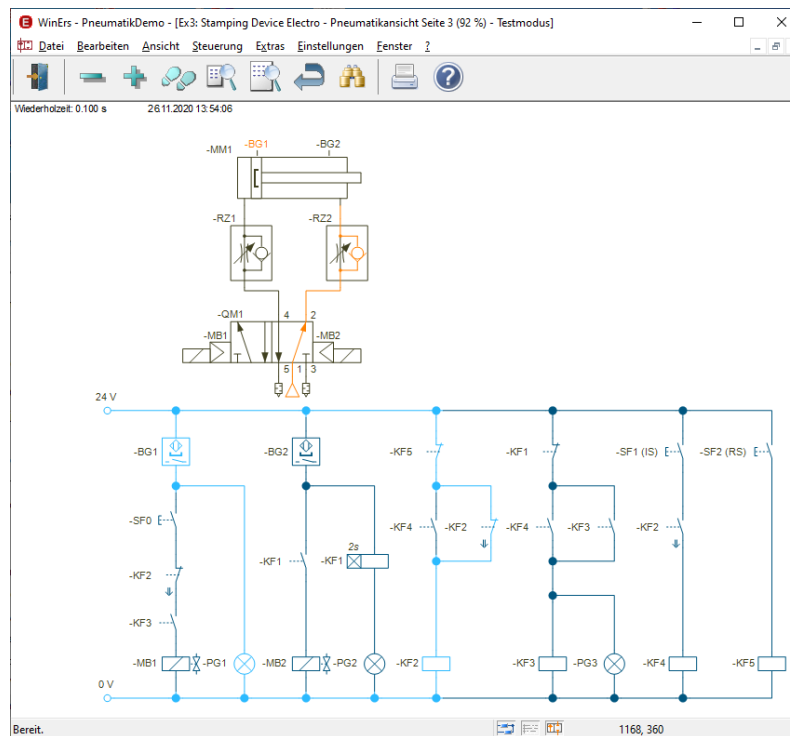 WinErs - PneumatikDemo - [Ex3: Stamping Device Electro - Pneumatikansicht Seite 3 (92 %) - Testmodus]
Datei Bearbeiten Ansicht Steuerung Extras Einstellungen Fenster ?
Wiederholzeit: 0.100 s 26.11.2020 13:54:06
-MM1 -BG1 -BG2
-RZ1 -RZ2
-QM1 4 2
-MB1 -MB2
5 1 3
24 V
-BG1 -BG2 -KF5 -KF1 -SF1 (IS) -SF2 (RS)
-SF0 -KF4 -KF2 -KF4 -KF3 -KF2
2s
-KF1 -KF1
-KF2
-KF3
-MB1 -PG1 -MB2 -PG2 -KF2 -KF3 -PG3 -KF4 -KF5
0 V
Bereit. 1168, 360